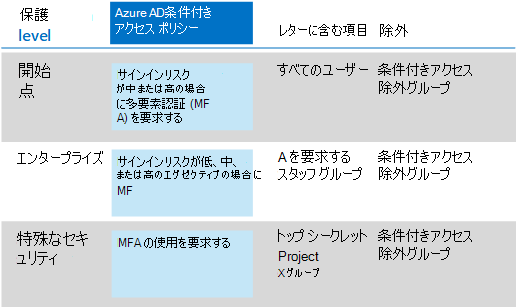 保護
level
Azure AD条件付き
アクセス ポリシー
レターに含む項目
除外
開始
点
サインインリスク
が中または高の場合
に多要素認証 (MF
A) を要求する
すべてのユーザー
条件付きアクセス
除外グループ
エンタープライズ
サインインリスクが低、中、
または高のエグゼクティブの場合に
MF
Aを要求する
スタッフ グループ
条件付きアクセス
除外グループ
特殊なセキ
ュリティ
MFAの使用を要求する
トップ シークレット
Project
Xグループ
条件付きアクセス
除外グループ